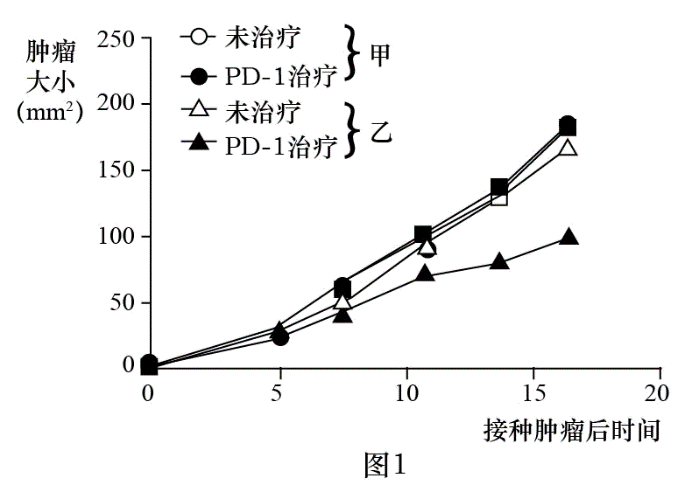 肿瘤
大小
(mm²)
250
200
150
100
50
0
未治疗
PD-1治疗
甲
未治疗
PD-1治疗
乙
0 5 10 15 20
接种肿瘤后时间
图1